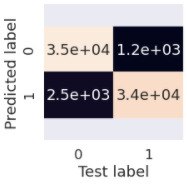 Predicted label
0
3.5e+04 1.2e+03
1
2.5e+03 3.4e+04
0 1
Test label